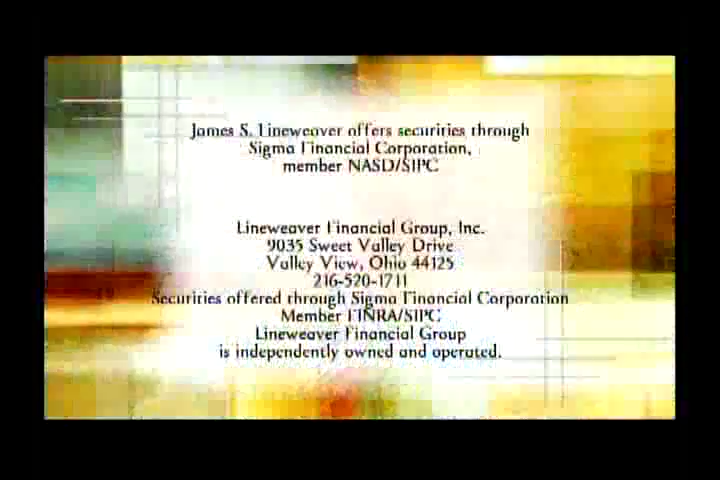 James S. Lineweaver offers securities through
Sigma Financial Corporation,
member NASD/SIPC
Lineweaver Financial Group, Inc.
9035 Sweet Valley Drive
Valley View, Ohio 44125
216-520-1711
Securities offered through Sigma Financial Corporation
Member FINRA/SIPC
Lineweaver Financial Group
is independently owned and operated.